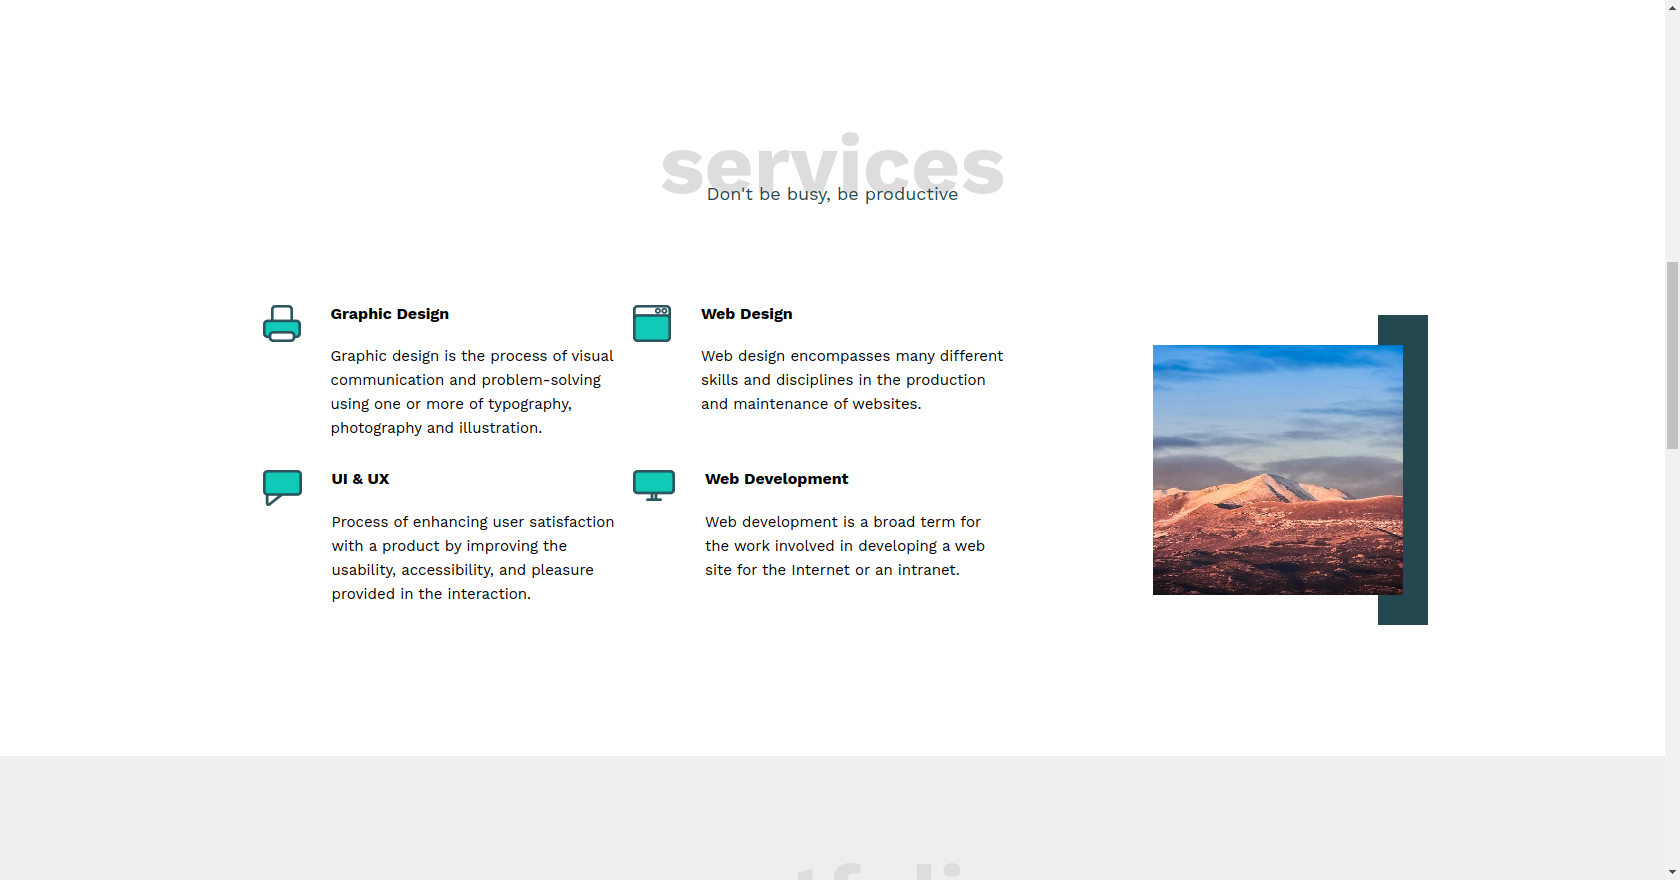 services
Don't be busy, be productive
Graphic Design
Graphic design is the process of visual
communication and problem-solving
using one or more of typography,
photography and illustration.
Web Design
Web design encompasses many different
skills and disciplines in the production
and maintenance of websites.
UI & UX
Process of enhancing user satisfaction
with a product by improving the
usability, accessibility, and pleasure
provided in the interaction.
Web Development
Web development is a broad term for
the work involved in developing a web
site for the Internet or an intranet.